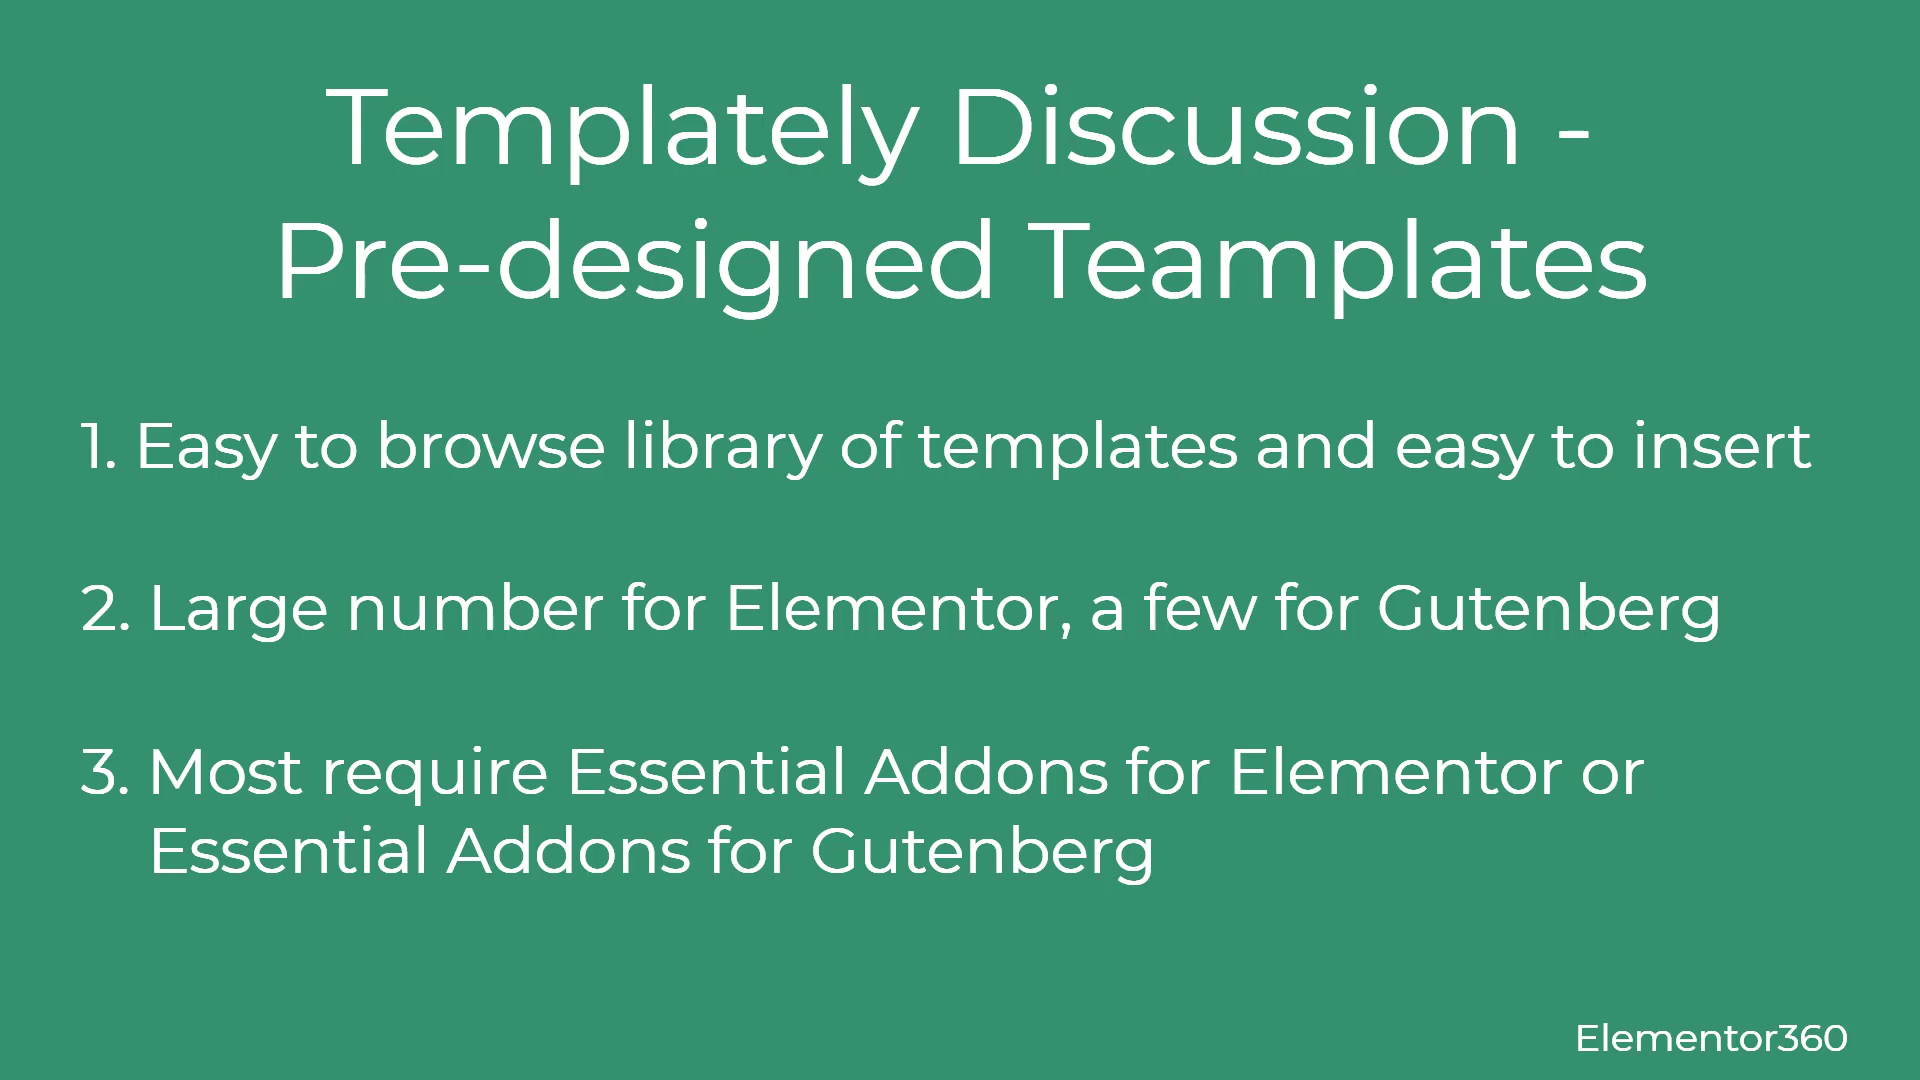 Templately Discussion -
Pre-designed Teamplates
1. Easy to browse library of templates and easy to insert
2. Large number for Elementor, a few for Gutenberg
3. Most require Essential Addons for Elementor or
Essential Addons for Gutenberg
Elementor360